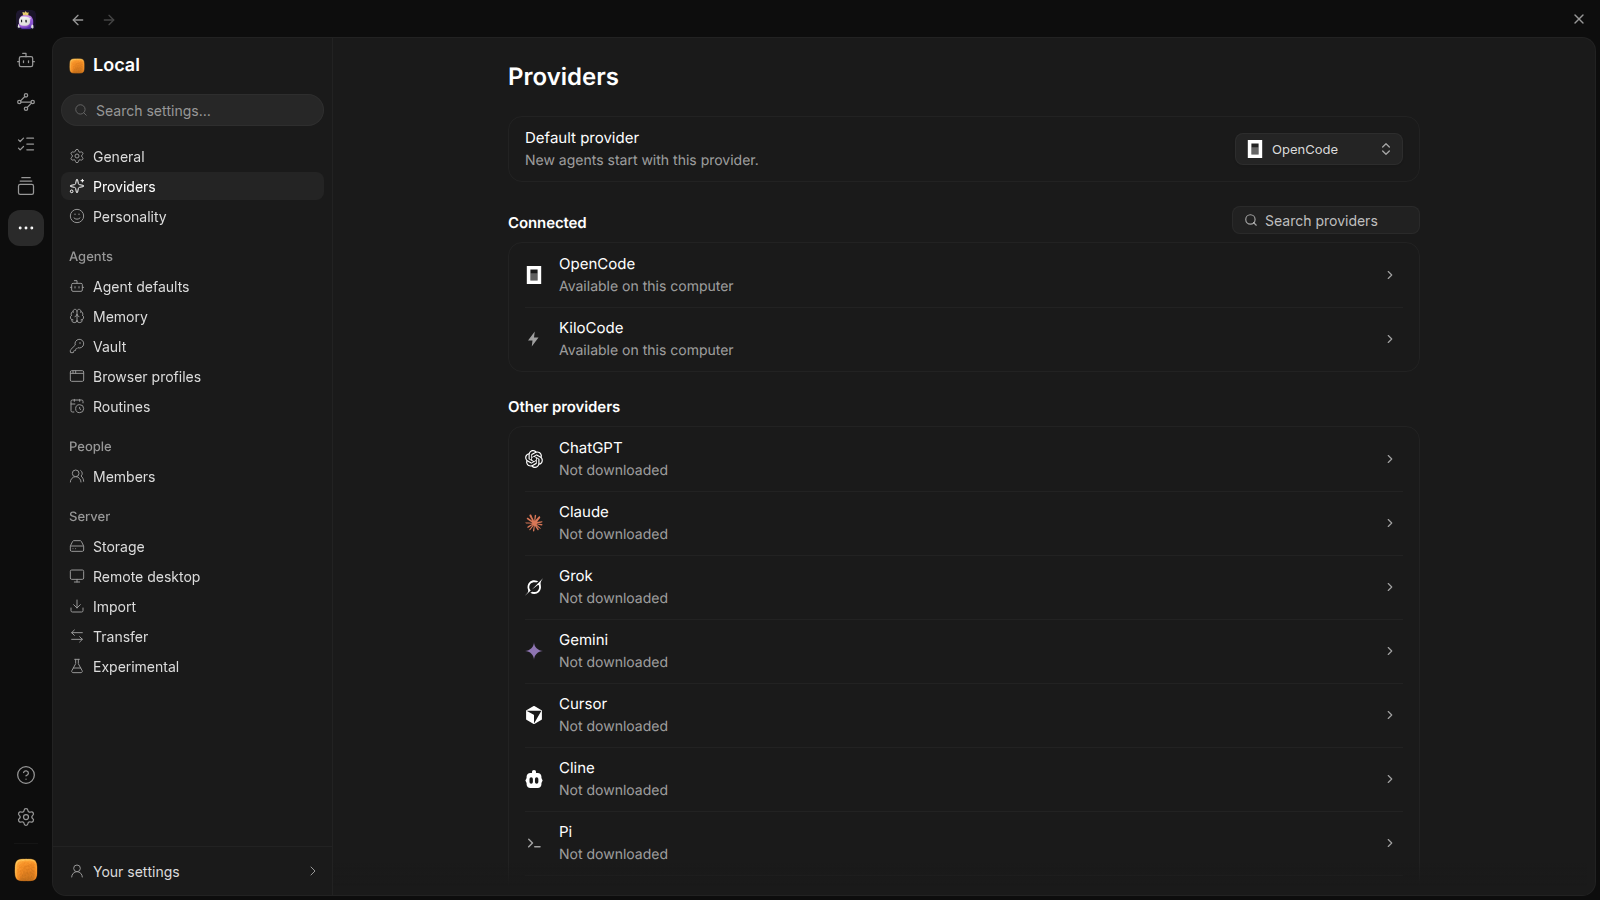 Local
Search settings...
General
Providers
Personality
Agents
Agent defaults
Memory
Vault
Browser profiles
Routines
People
Members
Server
Storage
Remote desktop
Import
Transfer
Experimental
Your settings
Providers
Default provider
New agents start with this provider.
OpenCode
Connected
Search providers
OpenCode
Available on this computer
KiloCode
Available on this computer
Other providers
ChatGPT
Not downloaded
Claude
Not downloaded
Grok
Not downloaded
Gemini
Not downloaded
Cursor
Not downloaded
Cline
Not downloaded
Pi
Not downloaded